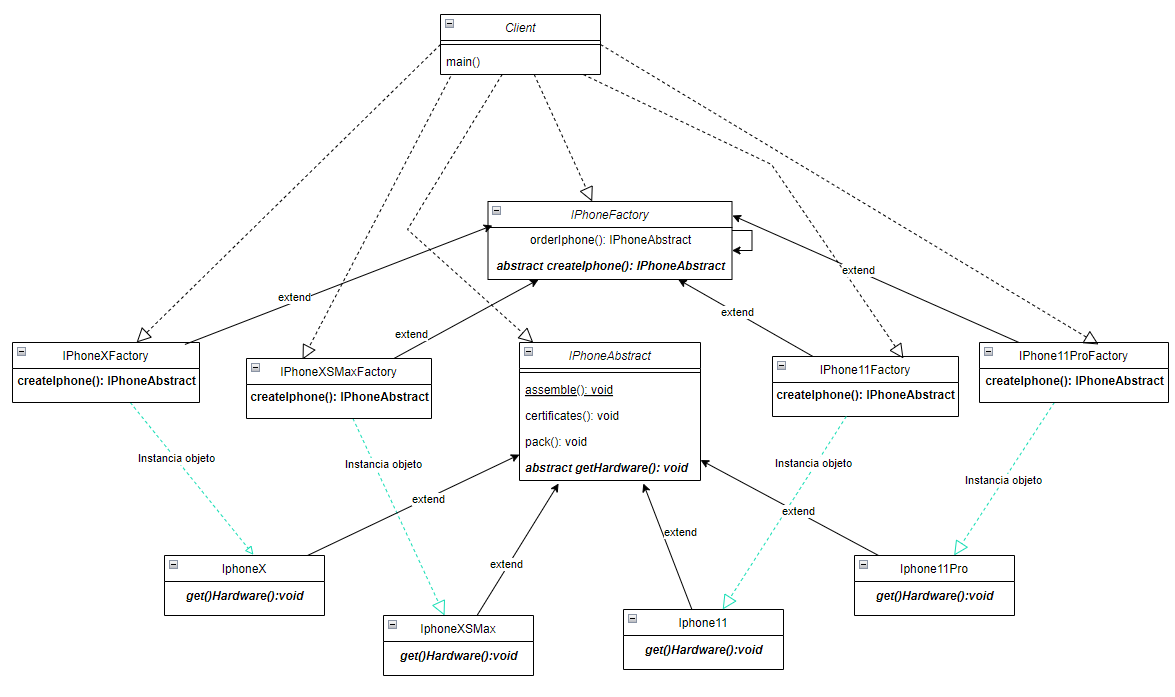 Client
main()
IPhoneFactory
orderIphone(): IPhoneAbstract
abstract createIphone(): IPhoneAbstract
extend
extend
extend
extend
IPhoneXFactory
createIphone(): IPhoneAbstract
IPhoneXSMaxFactory
createIphone(): IPhoneAbstract
IPhoneAbstract
assemble(): void
certificates(): void
pack(): void
abstract getHardware(): void
IPhone11Factory
createIphone(): IPhoneAbstract
IPhone11ProFactory
createIphone(): IPhoneAbstract
Instancia objeto
Instancia objeto
Instancia objeto
Instancia objeto
extend
extend
extend
extend
IphoneX
get()Hardware():void
IphoneXSMax
get()Hardware():void
Iphone11
get()Hardware():void
Iphone11Pro
get()Hardware():void